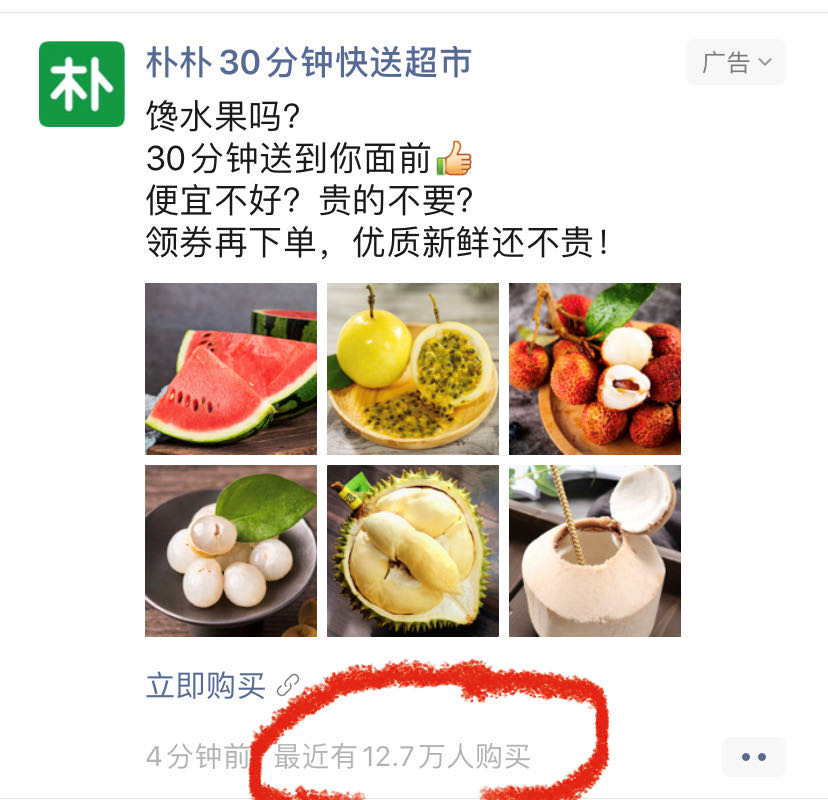 朴
朴朴30分钟快送超市
广告
馋水果吗?
30分钟送到你面前👍
便宜不好？贵的不要?
领券再下单，优质新鲜还不贵！
立即购买
4分钟前
最近有12.7万人购买